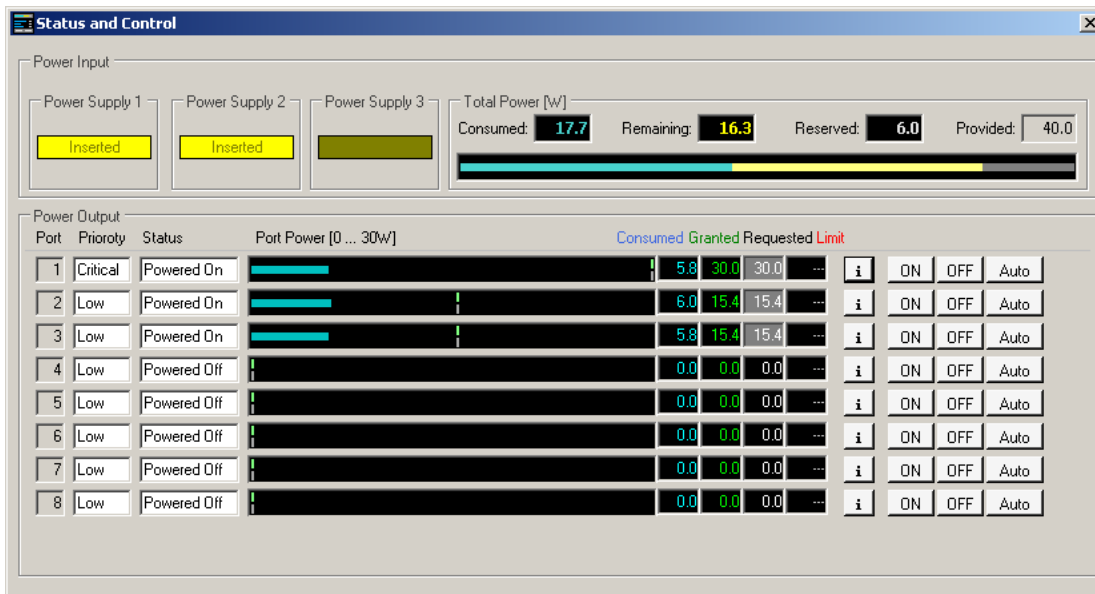 Status and Control
Power Input
Power Supply 1 Power Supply 2 Power Supply 3 Total Power [W]
Inserted Inserted Consumed: 17.7 Remaining: 16.3 Reserved: 6.0 Provided: 40.0
Power Output
Port Prioroty Status Port Power [0 ... 30W] Consumed Granted Requested Limit
1 Critical Powered On 5.8 30.0 30.0 --- i ON OFF Auto
2 Low Powered On 6.0 15.4 15.4 --- i ON OFF Auto
3 Low Powered On 5.8 15.4 15.4 --- i ON OFF Auto
4 Low Powered Off 0.0 0.0 0.0 --- i ON OFF Auto
5 Low Powered Off 0.0 0.0 0.0 --- i ON OFF Auto
6 Low Powered Off 0.0 0.0 0.0 --- i ON OFF Auto
7 Low Powered Off 0.0 0.0 0.0 --- i ON OFF Auto
8 Low Powered Off 0.0 0.0 0.0 --- i ON OFF Auto